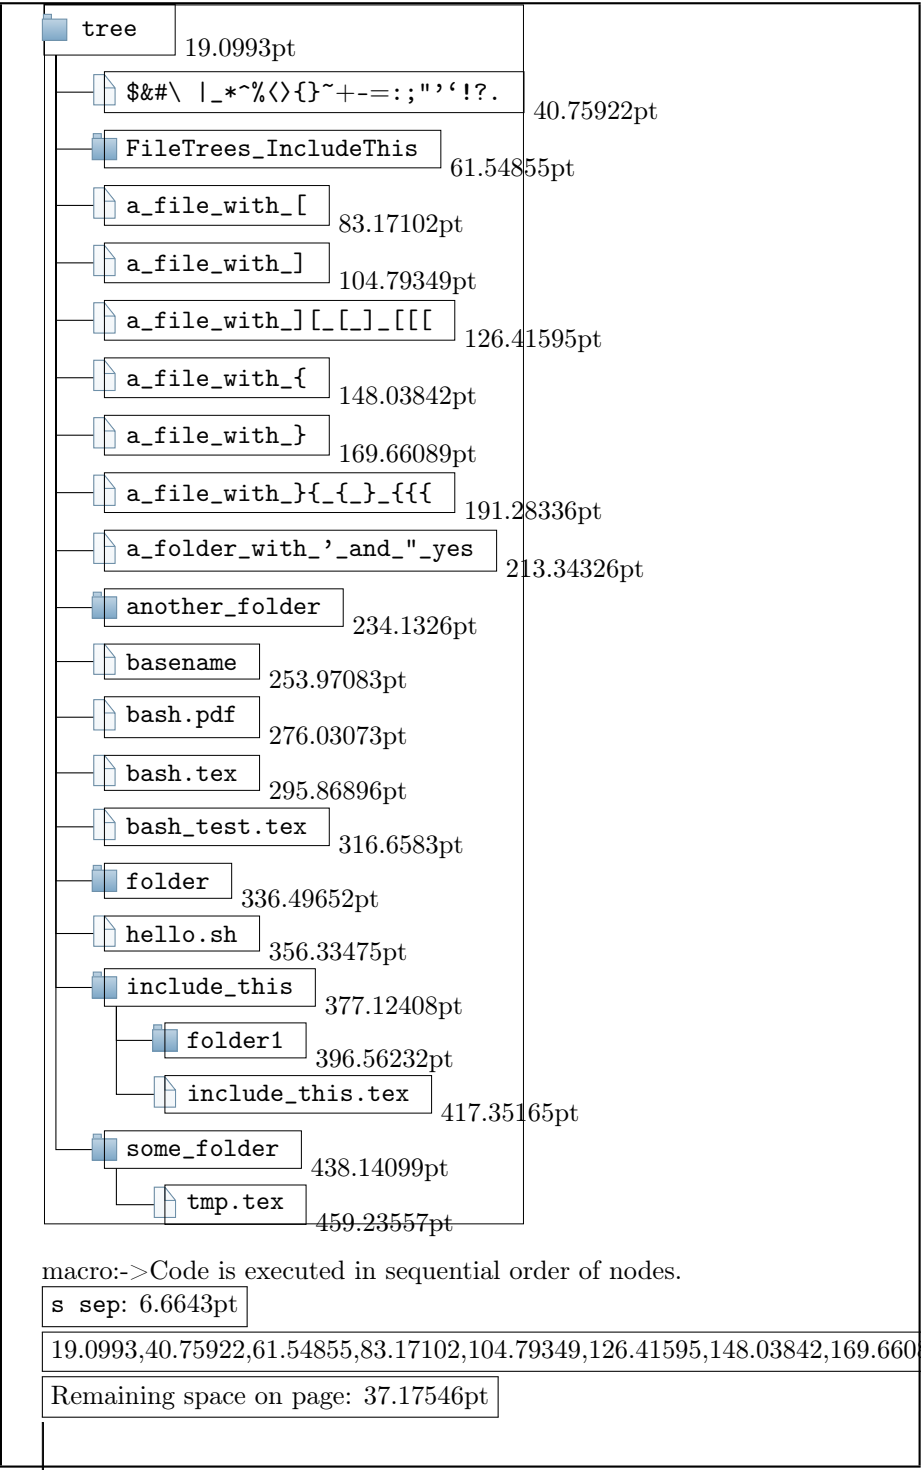 tree
19.0993pt
$&#\ |_*^%<>{}~+-=:;"'‘!?.
40.75922pt
FileTrees_IncludeThis
61.54855pt
a_file_with_[
83.17102pt
a_file_with_]
104.79349pt
a_file_with_][_[_]_[[[
126.41595pt
a_file_with_{
148.03842pt
a_file_with_}
169.66089pt
a_file_with_}{_{_}_{{{
191.28336pt
a_folder_with_'_and_"_yes
213.34326pt
another_folder
234.1326pt
basename
253.97083pt
bash.pdf
276.03073pt
bash.tex
295.86896pt
bash_test.tex
316.6583pt
folder
336.49652pt
hello.sh
356.33475pt
include_this
377.12408pt
folder1
396.56232pt
include_this.tex
417.35165pt
some_folder
438.14099pt
tmp.tex
459.23557pt
macro:->Code is executed in sequential order of nodes.
s sep: 6.6643pt
19.0993,40.75922,61.54855,83.17102,104.79349,126.41595,148.03842,169.660
Remaining space on page: 37.17546pt